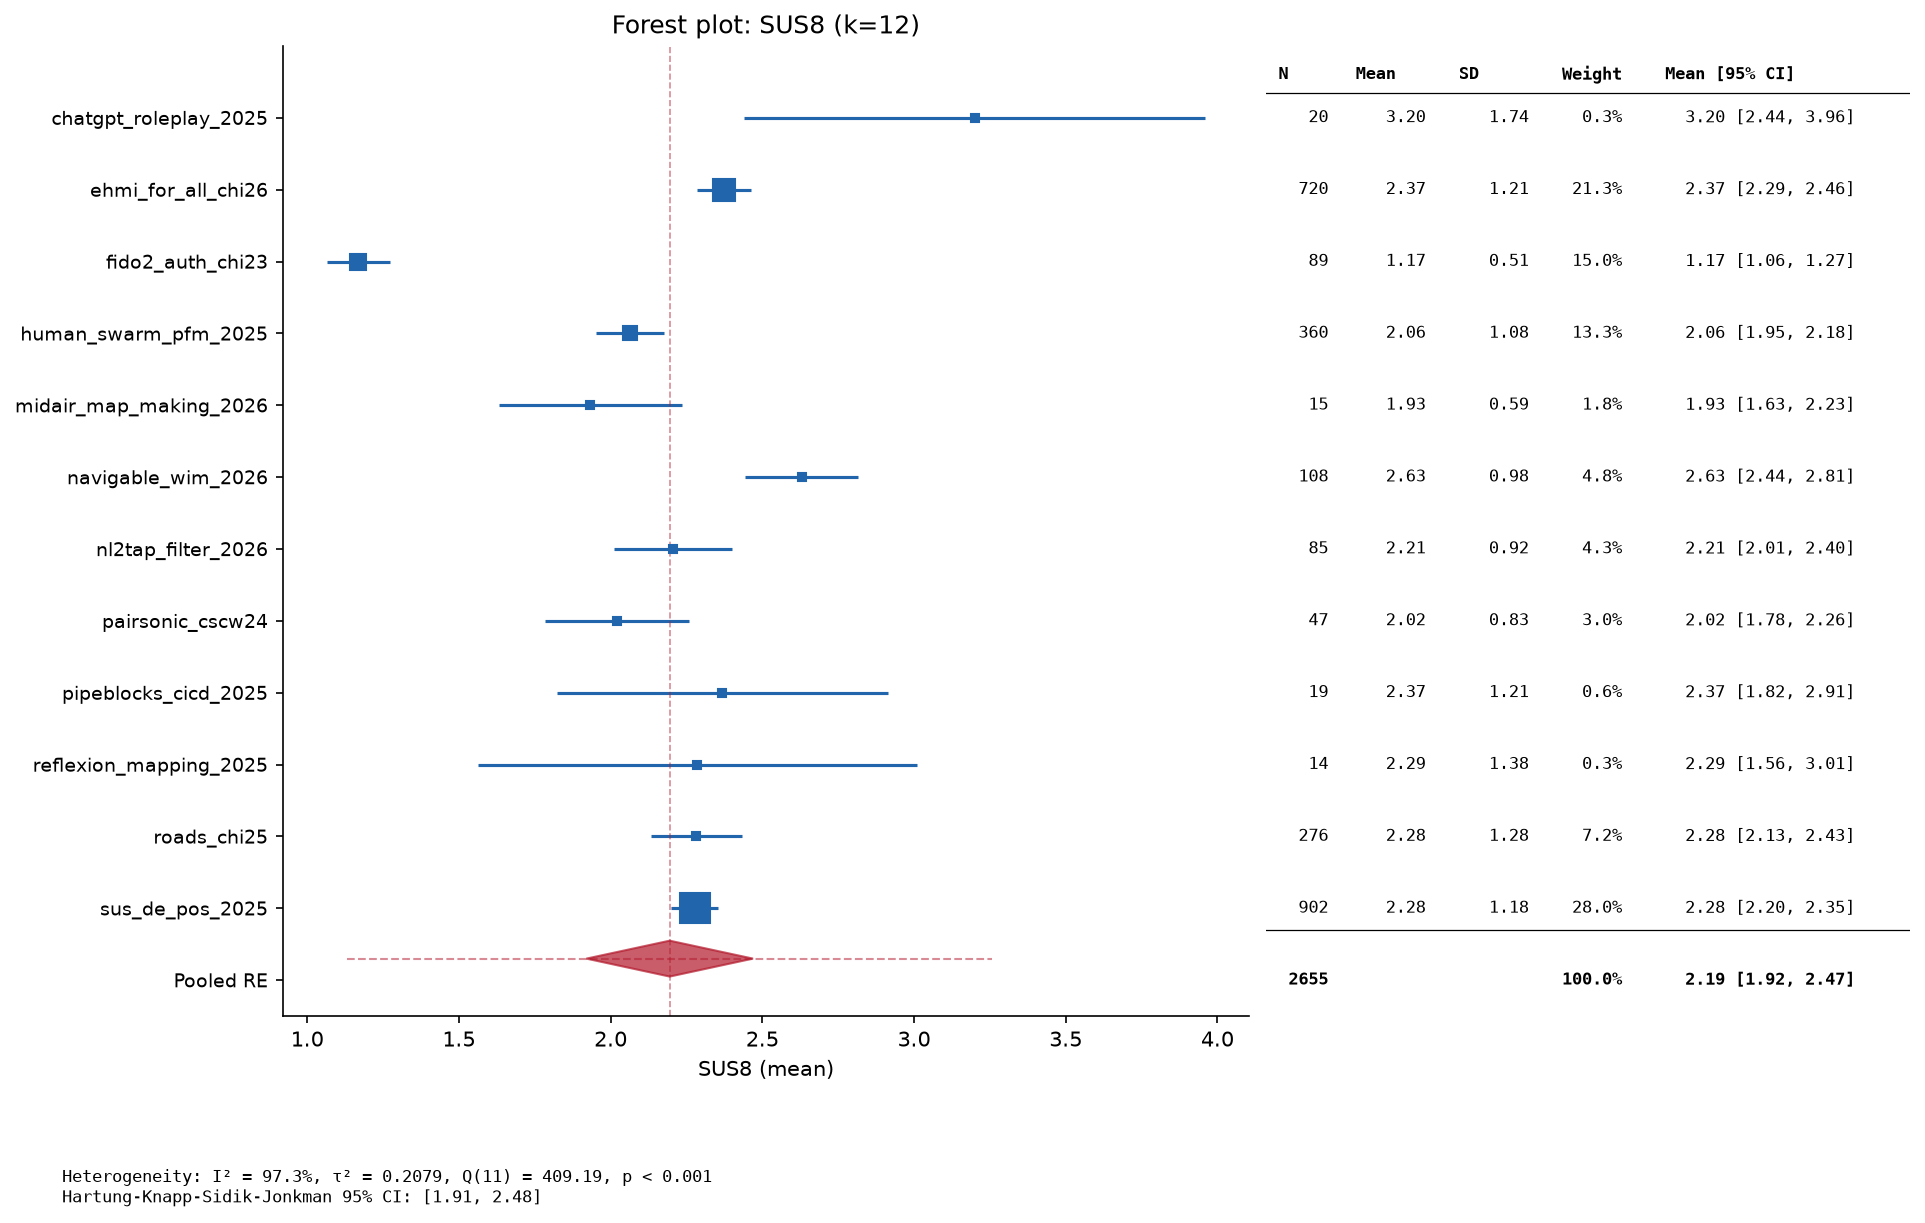 Forest plot: SUS8 (k=12)
N Mean SD Weight Mean [95% CI]
chatgpt_roleplay_2025 20 3.20 1.74 0.3% 3.20 [2.44, 3.96]
ehmi_for_all_chi26 720 2.37 1.21 21.3% 2.37 [2.29, 2.46]
fido2_auth_chi23 89 1.17 0.51 15.0% 1.17 [1.06, 1.27]
human_swarm_pfm_2025 360 2.06 1.08 13.3% 2.06 [1.95, 2.18]
midair_map_making_2026 15 1.93 0.59 1.8% 1.93 [1.63, 2.23]
navigable_wim_2026 108 2.63 0.98 4.8% 2.63 [2.44, 2.81]
nl2tap_filter_2026 85 2.21 0.92 4.3% 2.21 [2.01, 2.40]
pairsonic_cscw24 47 2.02 0.83 3.0% 2.02 [1.78, 2.26]
pipeblocks_cicd_2025 19 2.37 1.21 0.6% 2.37 [1.82, 2.91]
reflexion_mapping_2025 14 2.29 1.38 0.3% 2.29 [1.56, 3.01]
roads_chi25 276 2.28 1.28 7.2% 2.28 [2.13, 2.43]
sus_de_pos_2025 902 2.28 1.18 28.0% 2.28 [2.20, 2.35]
Pooled RE 2655 100.0% 2.19 [1.92, 2.47]
1.0 1.5 2.0 2.5 3.0 3.5 4.0
SUS8 (mean)
Heterogeneity: I² = 97.3%, τ² = 0.2079, Q(11) = 409.19, p < 0.001
Hartung-Knapp-Sidik-Jonkman 95% CI: [1.91, 2.48]